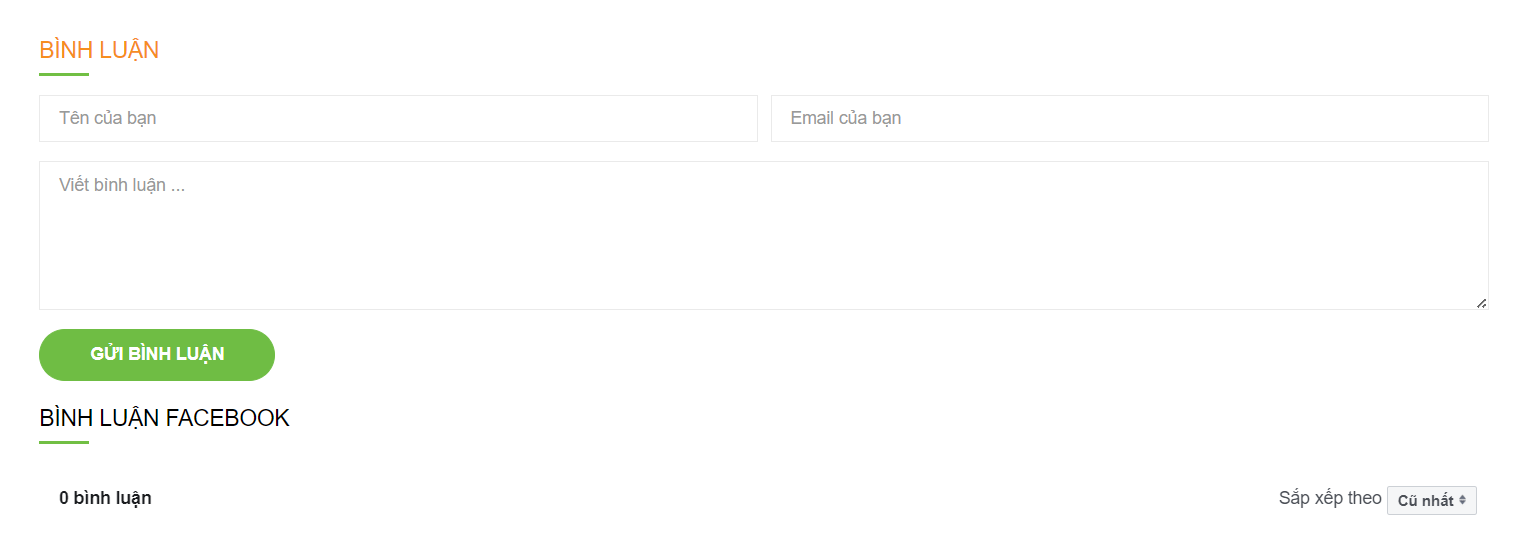 BÌNH LUẬN
Tên của bạn Email của bạn
Viết bình luận ...
GỬI BÌNH LUẬN
BÌNH LUẬN FACEBOOK
0 bình luận Sắp xếp theo Cũ nhất